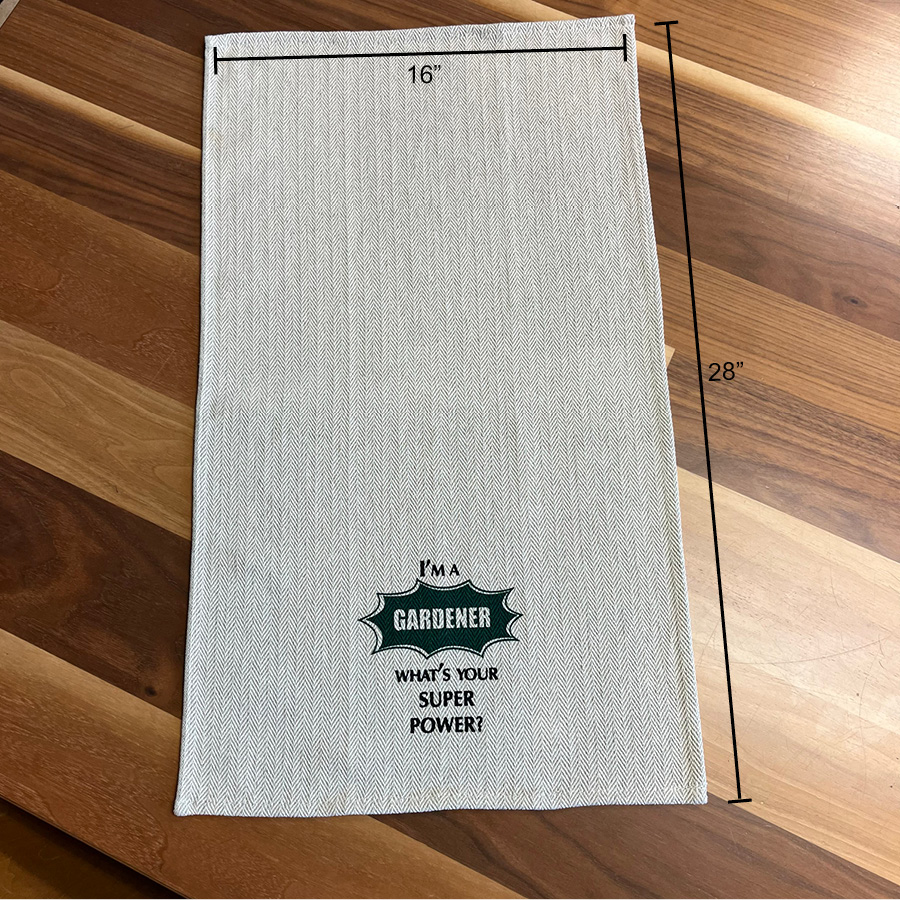 16”
28”
I’M A
GARDENER
WHAT’S YOUR
SUPER
POWER?